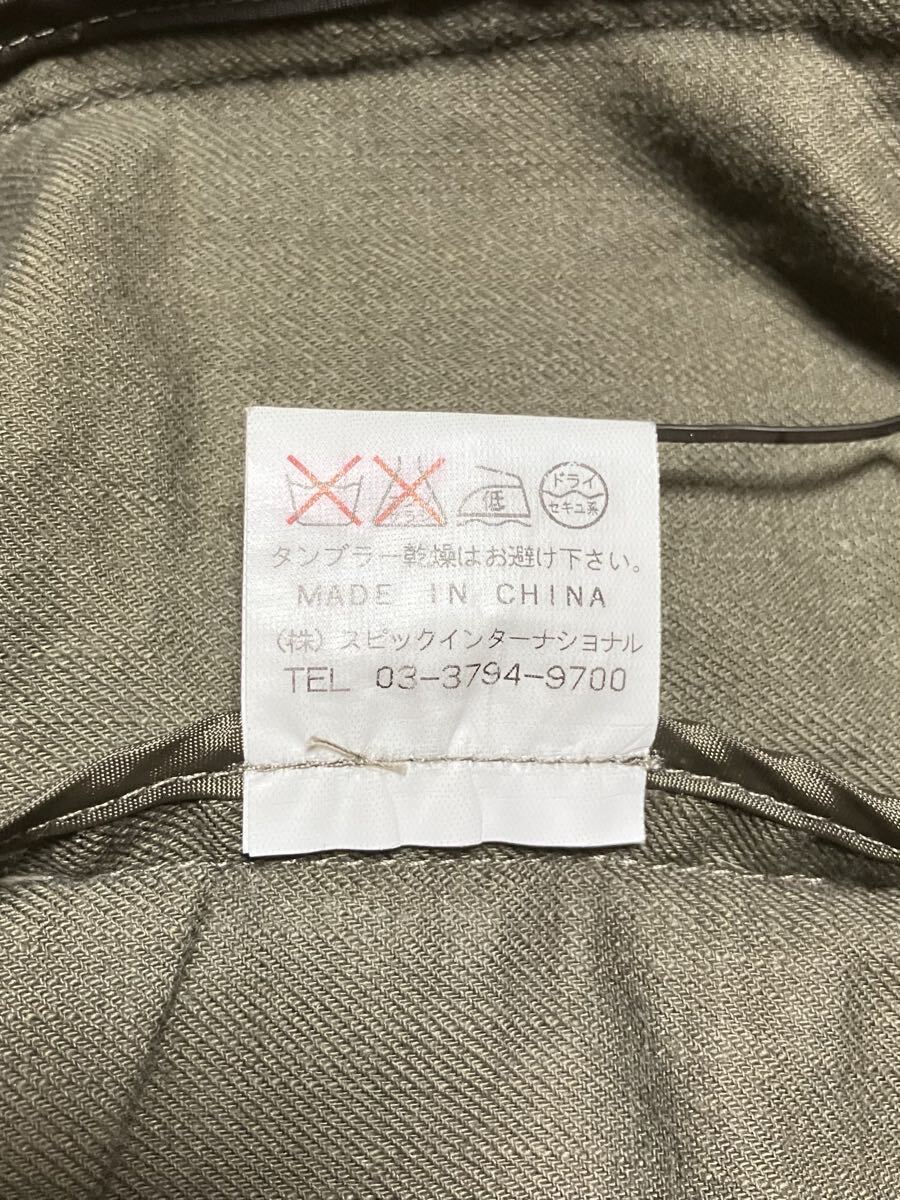 低 ドライ
セキユ系
タンブラー乾燥はお避け下さい。
MADE IN CHINA
(株)スピックインターナショナル
TEL 03-3794-9700